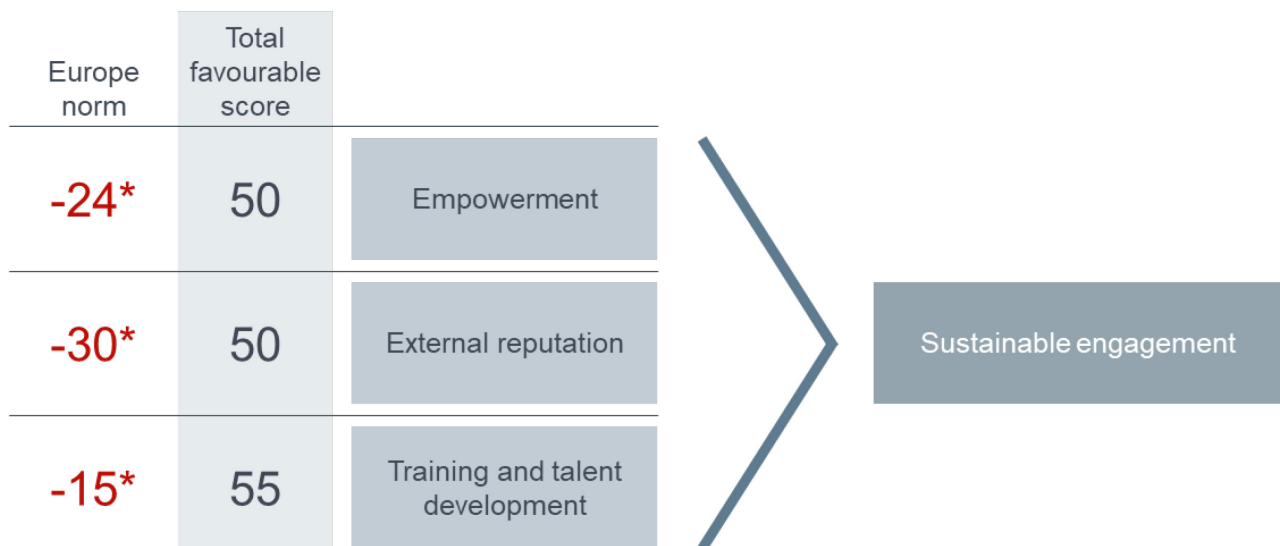 Europe
norm
Total
favourable
score
-24*
50
Empowerment
-30*
50
External reputation
Sustainable engagement
-15*
55
Training and talent
development